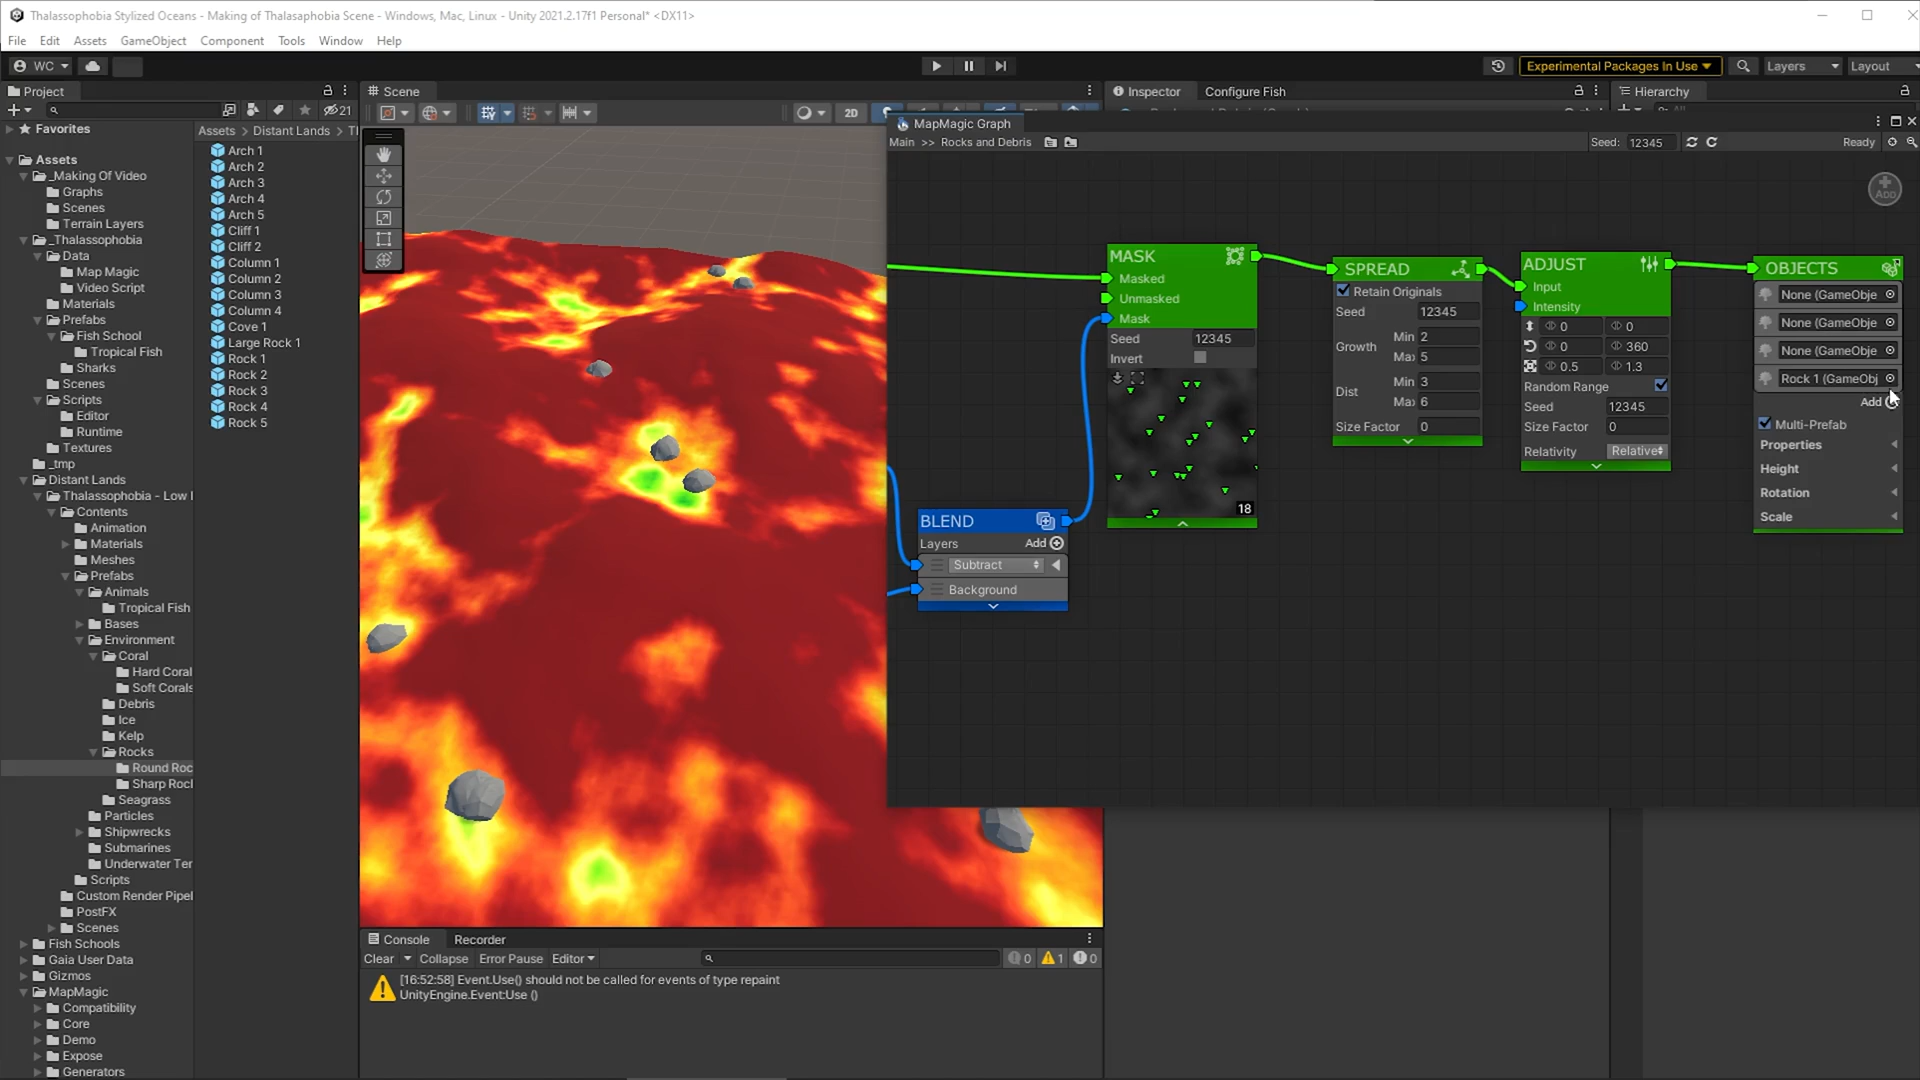 Thalassophobia Stylized Oceans - Making of Thalasaphobia Scene - Windows, Mac, Linux - Unity 2021.2.17f1 Personal* <DX11>
File Edit Assets GameObject Component Tools Window Help
WC
Experimental Packages In Use
Layers
Layout
Project
21
Favorites
Assets
_Making Of Video
Graphs
Scenes
Terrain Layers
_Thalassophobia
Data
Map Magic
Video Script
Materials
Prefabs
Fish School
Tropical Fish
Sharks
Scenes
Scripts
Editor
Runtime
Textures
_tmp
Distant Lands
Thalassophobia - Low
Contents
Animation
Materials
Meshes
Prefabs
Animals
Tropical Fish
Bases
Environment
Coral
Hard Coral
Soft Corals
Debris
Ice
Kelp
Rocks
Round Roc
Sharp Rocl
Seagrass
Particles
Shipwrecks
Submarines
Underwater Ter
Scripts
Custom Render Pipel
PostFX
Scenes
Fish Schools
Gaia User Data
Gizmos
MapMagic
Compatibility
Core
Demo
Expose
Generators
Assets > Distant Lands >
Arch 1
Arch 2
Arch 3
Arch 4
Arch 5
Cliff 1
Cliff 2
Column 1
Column 2
Column 3
Column 4
Cove 1
Large Rock 1
Rock 1
Rock 2
Rock 3
Rock 4
Rock 5
Scene
2D
Inspector
Configure Fish
Hierarchy
MapMagic Graph
Main >> Rocks and Debris
Seed: 12345
Ready
ADD
MASK
Masked
Unmasked
Mask
Seed 12345
Invert
18
BLEND
Layers Add
Subtract
Background
SPREAD
Retain Originals
Seed 12345
Growth
Min 2
Max 5
Dist
Min 3
Max 6
Size Factor 0
ADJUST
Input
Intensity
0 0
0 360
0.5 1.3
Random Range
Seed 12345
Size Factor 0
Relativity Relative
OBJECTS
None (GameObje
None (GameObje
None (GameObje
Rock 1 (GameObj
Add
Multi-Prefab
Properties
Height
Rotation
Scale
Console
Recorder
Clear Collapse Error Pause Editor
0 1 0
[16:52:58] Event.Use() should not be called for events of type repaint
UnityEngine.Event:Use ()